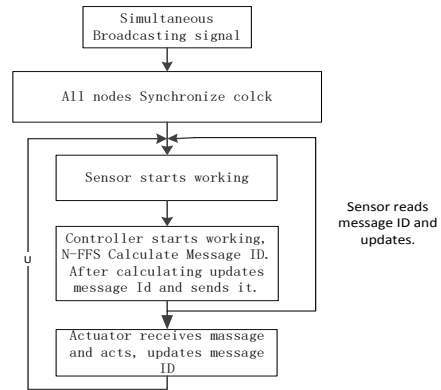 Simultaneous
Broadcasting signal
All nodes Synchronize colck
Sensor starts working
Controller starts working,
N-FFS Calculate Message ID.
After calculating updates
message Id and sends it.
Sensor reads
message ID and
updates.
U
Actuator receives massage
and acts, updates message
ID